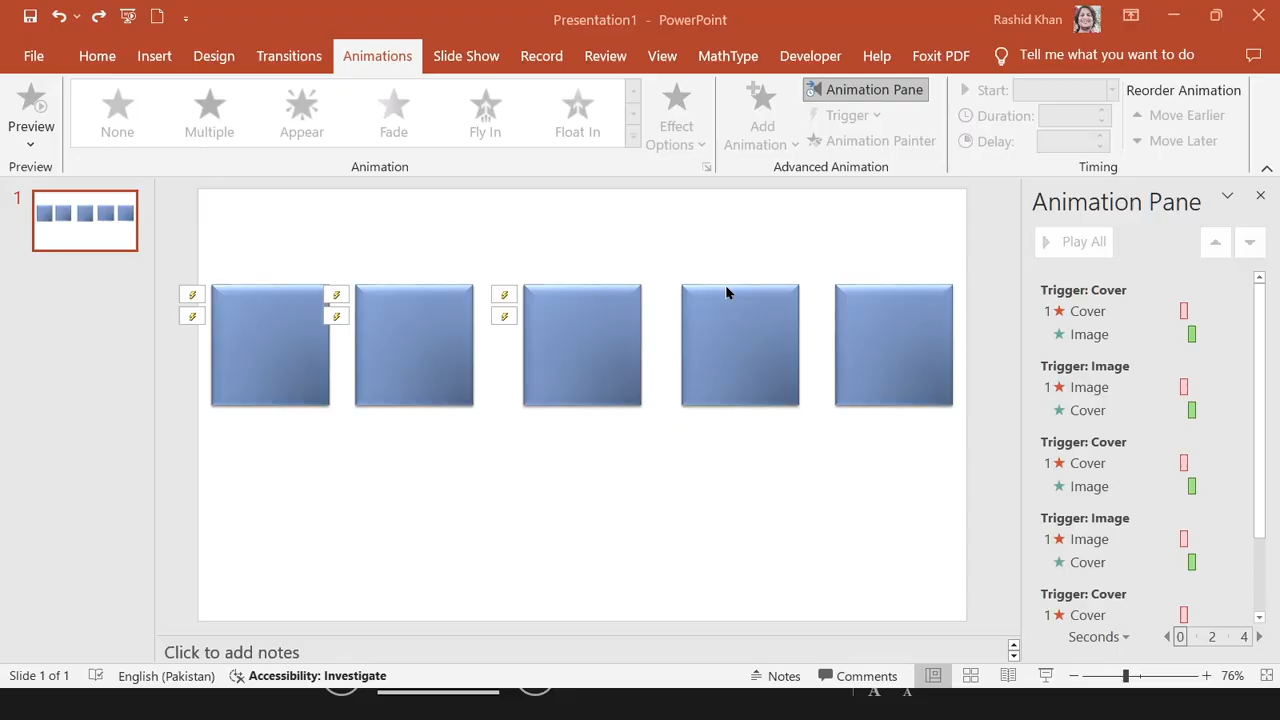 Presentation1 - PowerPoint
Rashid Khan
File Home Insert Design Transitions Animations Slide Show Record Review View MathType Developer Help Foxit PDF Tell me what you want to do
Preview
Preview
None
Multiple
Appear
Fade
Fly In
Float In
Animation
Effect
Options
Add
Animation
Animation Pane
Trigger
Animation Painter
Advanced Animation
Start:
Duration:
Delay:
Reorder Animation
Move Earlier
Move Later
Timing
1
Animation Pane
Play All
Trigger: Cover
1 Cover
Image
Trigger: Image
1 Image
Cover
Trigger: Cover
1 Cover
Image
Trigger: Image
1 Image
Cover
Trigger: Cover
1 Cover
Seconds 0 2 4
Click to add notes
Slide 1 of 1 English (Pakistan) Accessibility: Investigate Notes Comments 76%
A A